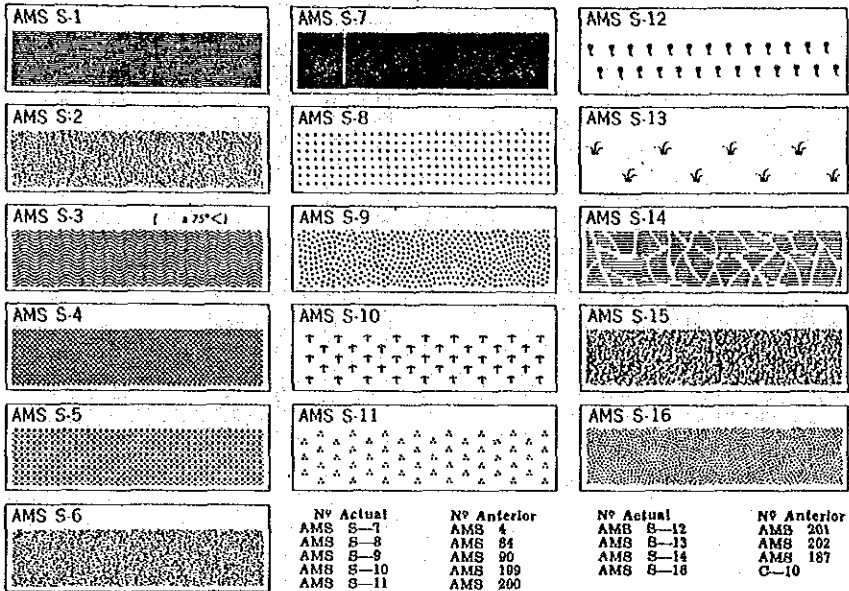 AMS S-1
AMS S-2
AMS S-3 ( a 75°<)
AMS S-4
AMS S-5
AMS S-6
AMS S-7
AMS S-8
AMS S-9
AMS S-10
AMS S-11
Nº Actual Nº Anterior
AMS S—7 AMS 4
AMS S—8 AMS 84
AMS S—9 AMS 90
AMS S—10 AMS 199
AMS S—11 AMS 200
AMS S-12
AMS S-13
AMS S-14
AMS S-15
AMS S-16
Nº Actual Nº Anterior
AMS S—12 AMS 201
AMS S—13 AMS 202
AMS S—14 AMS 187
AMS S—16 C—10